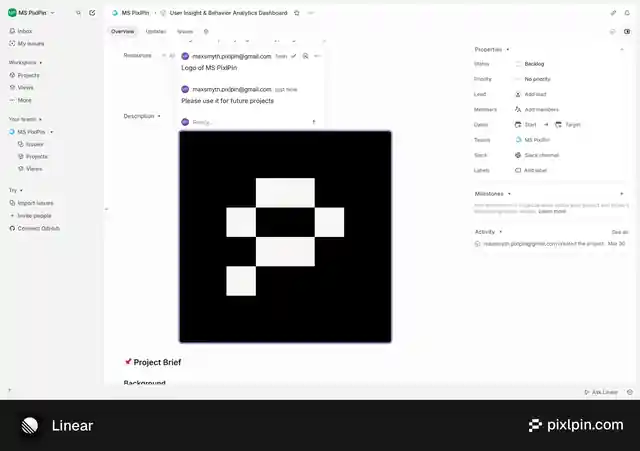 MS PixlPin
MS PixlPin
User Insight & Behavior Analytics Dashboard
Inbox
My issues
Workspace
Projects
Views
More
Your teams
MS PixlPin
Issues
Projects
Views
Try
Import issues
Invite people
Connect GitHub
Overview
Updates
Issues
Resources
maxsmyth.pixlpin@gmail.com
Logo of MS PixlPin
maxsmyth.pixlpin@gmail.com just now
Please use it for future projects
Description
Reply...
📌 Project Brief
Background
Properties
Status
Backlog
Priority
No priority
Lead
Add lead
Members
Add members
Dates
Start → Target
Teams
MS PixlPin
Slack
Slack channel
Labels
Add label
Milestones
Learn more
Activity
See all
maxsmyth.pixlpin@gmail.com created the project · Mar 30
Ask Linear
Linear
pixlpin.com